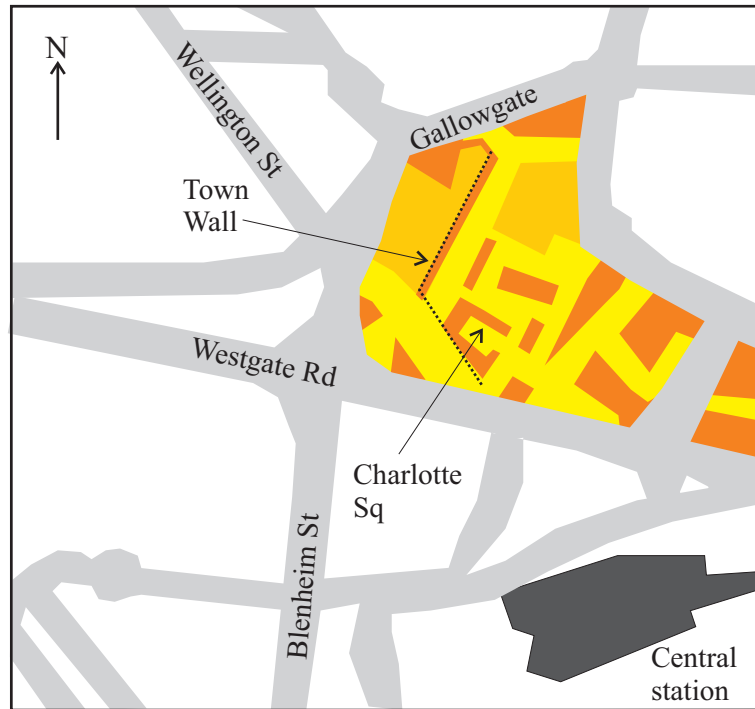 N
Wellington St
Gallowgate
Town
Wall
Westgate Rd
Charlotte
Sq
Blenheim St
Central
station